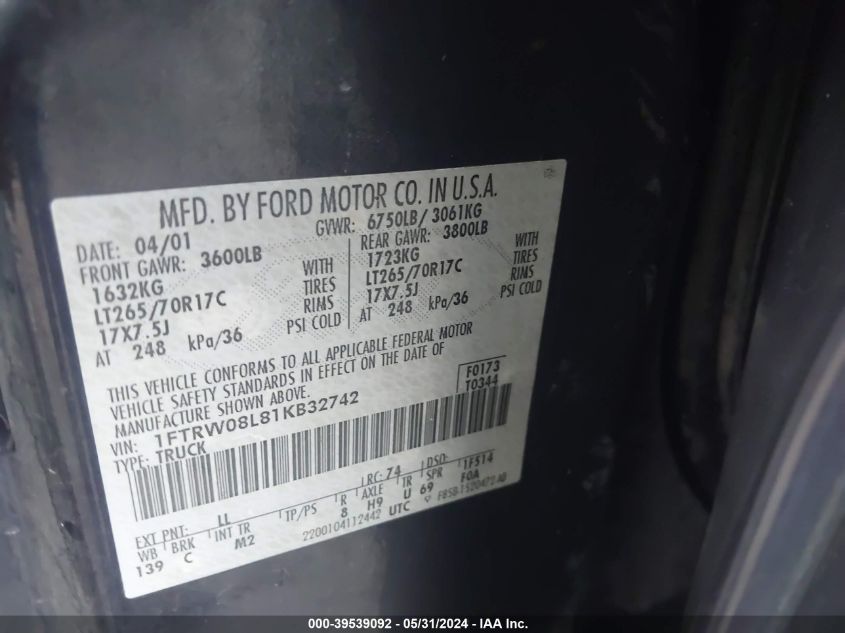 MFD. BY FORD MOTOR CO. IN U.S.A.
DATE: 04/01 GVWR: 6750LB/ 3061KG
FRONT GAWR: 3600LB REAR GAWR: 3800LB
1632KG WITH 1723KG WITH
LT265/70R17C TIRES LT265/70R17C TIRES
17X7.5J RIMS 17X7.5J RIMS
AT 248 kPa/36 PSI COLD AT 248 kPa/36 PSI COLD
THIS VEHICLE CONFORMS TO ALL APPLICABLE FEDERAL MOTOR
VEHICLE SAFETY STANDARDS IN EFFECT ON THE DATE OF
MANUFACTURE SHOWN ABOVE.
F0173
T0344
VIN: 1FTRW08L81KB32742
TYPE: TRUCK
EXT PNT: LL RC: 74 DSO: 1F514
WB BRK INT TR TP/PS R AXLE TR SPR F0A
139 C M2 8 H9 U 69
2200104112442 UTC F85B-1520472-AB
000-39539092 - 05/31/2024 - IAA Inc.